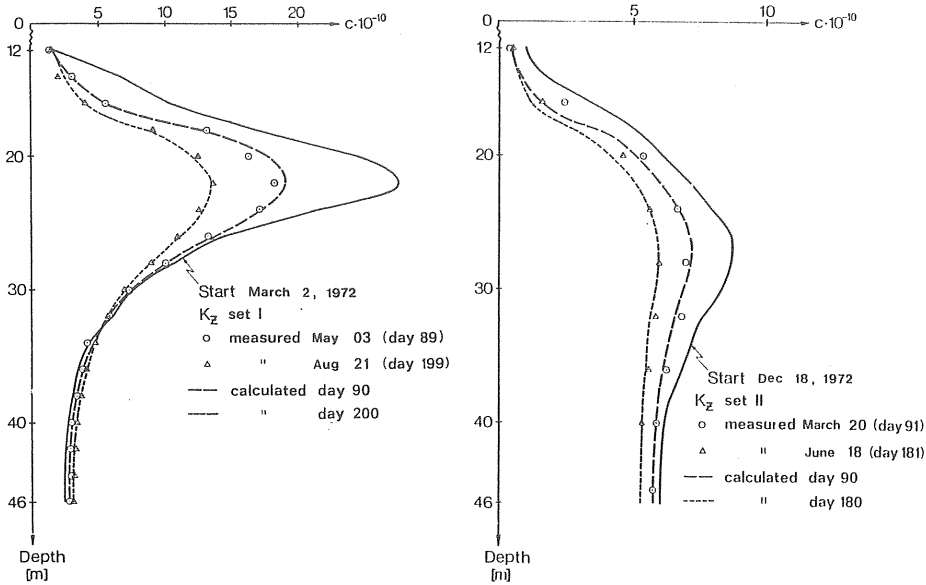 5 10 15 20 c·10⁻¹⁰
0
12
20
30
40
46
Depth
[m]
Start March 2, 1972
K_Z set I
measured May 03 (day 89)
" Aug 21 (day 199)
calculated day 90
" day 200
5 10 c·10⁻¹⁰
0
12
20
30
40
46
Depth
[m]
Start Dec 18, 1972
K_Z set II
measured March 20 (day 91)
" June 18 (day 181)
calculated day 90
" day 180